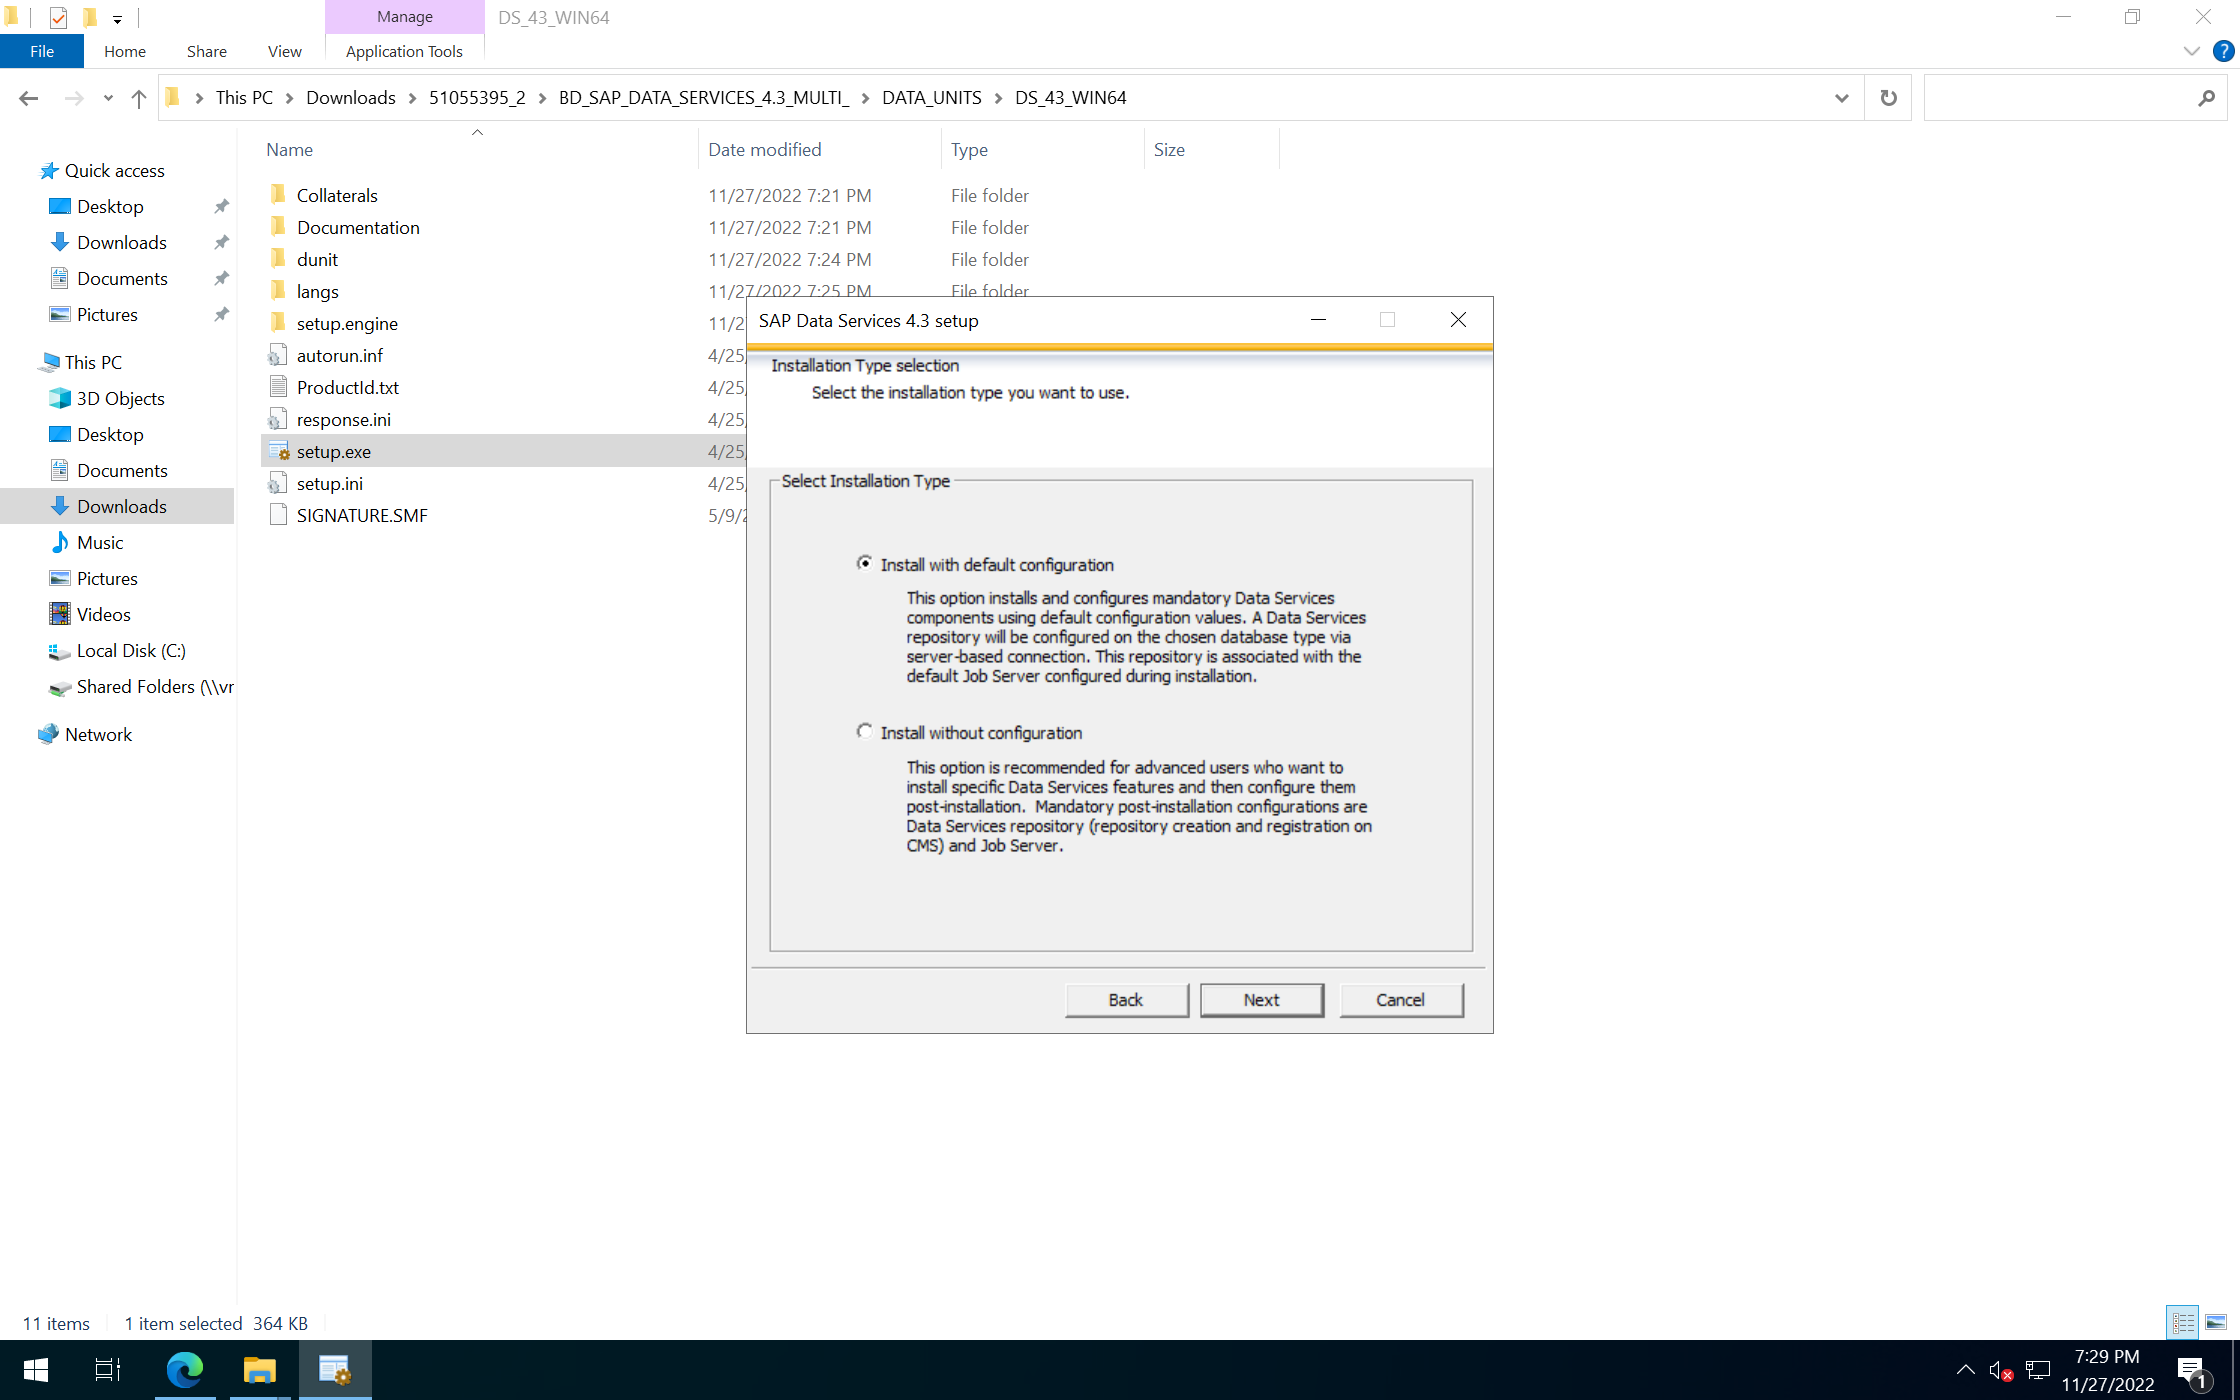 Manage
DS_43_WIN64
File
Home
Share
View
Application Tools
?
This PC
Downloads
51055395_2
BD_SAP_DATA_SERVICES_4.3_MULTI_
DATA_UNITS
DS_43_WIN64
Quick access
Desktop
Downloads
Documents
Pictures
This PC
3D Objects
Desktop
Documents
Downloads
Music
Pictures
Videos
Local Disk (C:)
Shared Folders (\\vr
Network
Name
Date modified
Type
Size
Collaterals
11/27/2022 7:21 PM
File folder
Documentation
11/27/2022 7:21 PM
File folder
dunit
11/27/2022 7:24 PM
File folder
langs
11/27/2022 7:25 PM
File folder
setup.engine
11/2
autorun.inf
4/25,
ProductId.txt
4/25,
response.ini
4/25,
setup.exe
4/25,
setup.ini
4/25,
SIGNATURE.SMF
5/9/2
SAP Data Services 4.3 setup
Installation Type selection
Select the installation type you want to use.
Select Installation Type
Install with default configuration
This option installs and configures mandatory Data Services
components using default configuration values. A Data Services
repository will be configured on the chosen database type via
server-based connection. This repository is associated with the
default Job Server configured during installation.
Install without configuration
This option is recommended for advanced users who want to
install specific Data Services features and then configure them
post-installation. Mandatory post-installation configurations are
Data Services repository (repository creation and registration on
CMS) and Job Server.
Back
Next
Cancel
11 items
1 item selected 364 KB
7:29 PM
11/27/2022
1